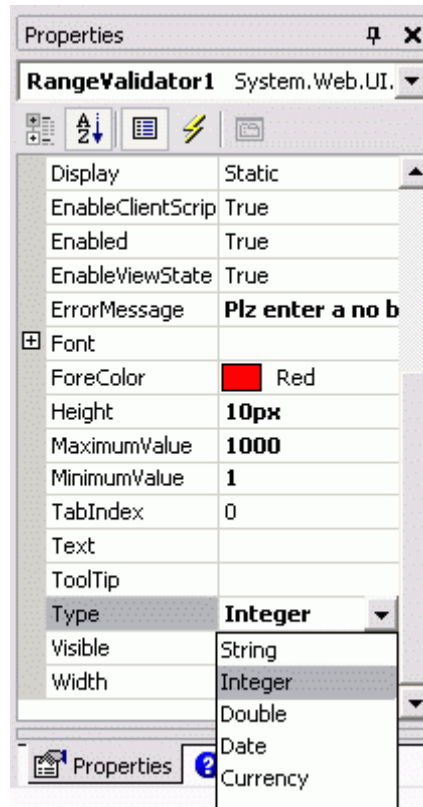 Properties
RangeValidator1 System.Web.UI.
Display Static
EnableClientScrip True
Enabled True
EnableViewState True
ErrorMessage Plz enter a no b
Font
ForeColor Red
Height 10px
MaximumValue 1000
MinimumValue 1
TabIndex 0
Text
ToolTip
Type Integer
Visible
Width
String
Integer
Double
Date
Currency
Properties